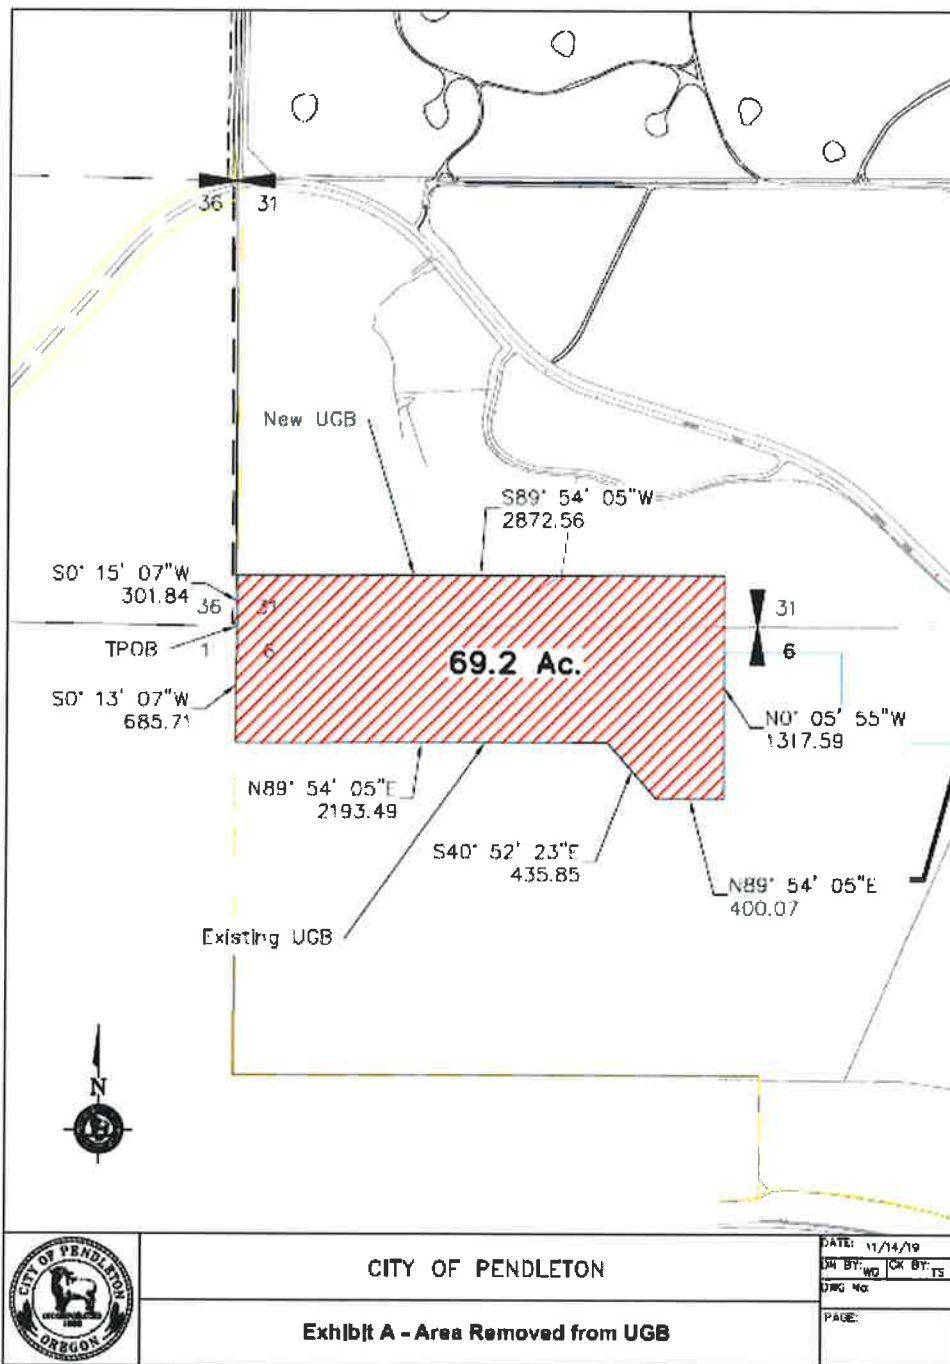 36 31
New UGB
S89° 54' 05"W
2872.56
S0° 15' 07"W
301.84
36 31
31
TPOB
1 6
69.2 Ac.
6
S0° 13' 07"W
685.71
N0° 05' 55"W
1317.59
N89° 54' 05"E
2193.49
S40° 52' 23"E
435.85
N89° 54' 05"E
400.07
Existing UGB
N
CITY OF PENDLETON
INCORPORATED
1880
OREGON
CITY OF PENDLETON
Exhibit A - Area Removed from UGB
DATE: 11/14/19
DN BY: WG CK BY: TS
DWG No:
PAGE: